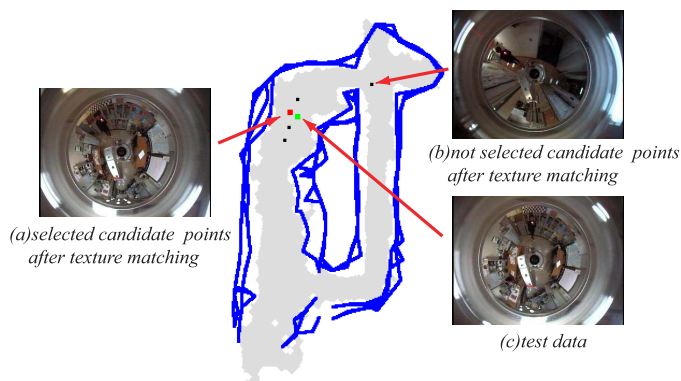 (a)selected candidate points
after texture matching
(b)not selected candidate points
after texture matching
(c)test data